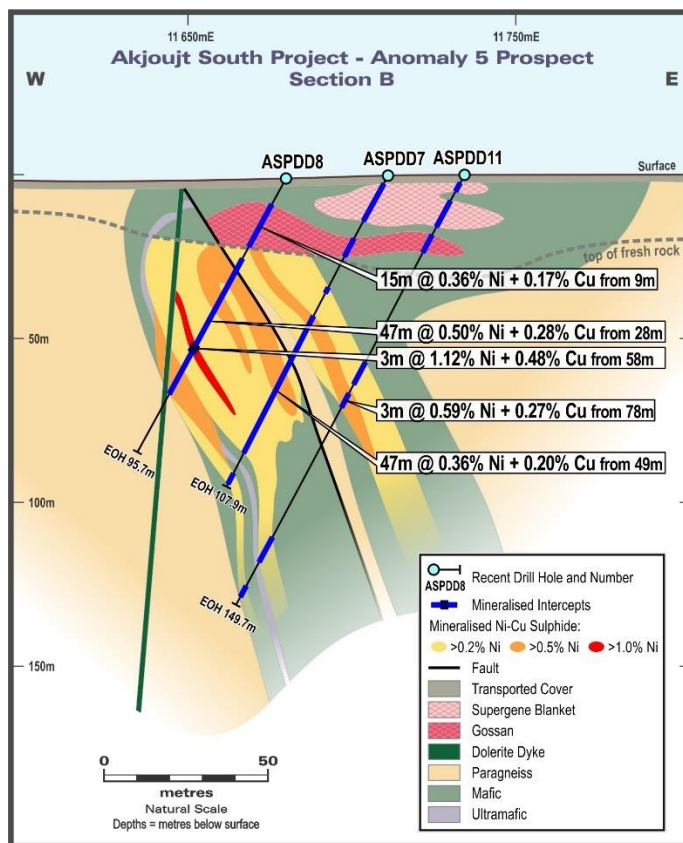 11 650mE
11 750mE
Akjoujt South Project - Anomaly 5 Prospect
Section B
W
E
ASPDD8
ASPDD7
ASPDD11
Surface
top of fresh rock
15m @ 0.36% Ni + 0.17% Cu from 9m
47m @ 0.50% Ni + 0.28% Cu from 28m
50m
3m @ 1.12% Ni + 0.48% Cu from 58m
3m @ 0.59% Ni + 0.27% Cu from 78m
47m @ 0.36% Ni + 0.20% Cu from 49m
EOH 95.7m
EOH 107.9m
100m
EOH 149.7m
150m
ASPDD8
Recent Drill Hole and Number
Mineralised Intercepts
Mineralised Ni-Cu Sulphide:
>0.2% Ni >0.5% Ni >1.0% Ni
Fault
Transported Cover
Supergene Blanket
Gossan
Dolerite Dyke
Paragneiss
Mafic
Ultramafic
0 50
metres
Natural Scale
Depths = metres below surface